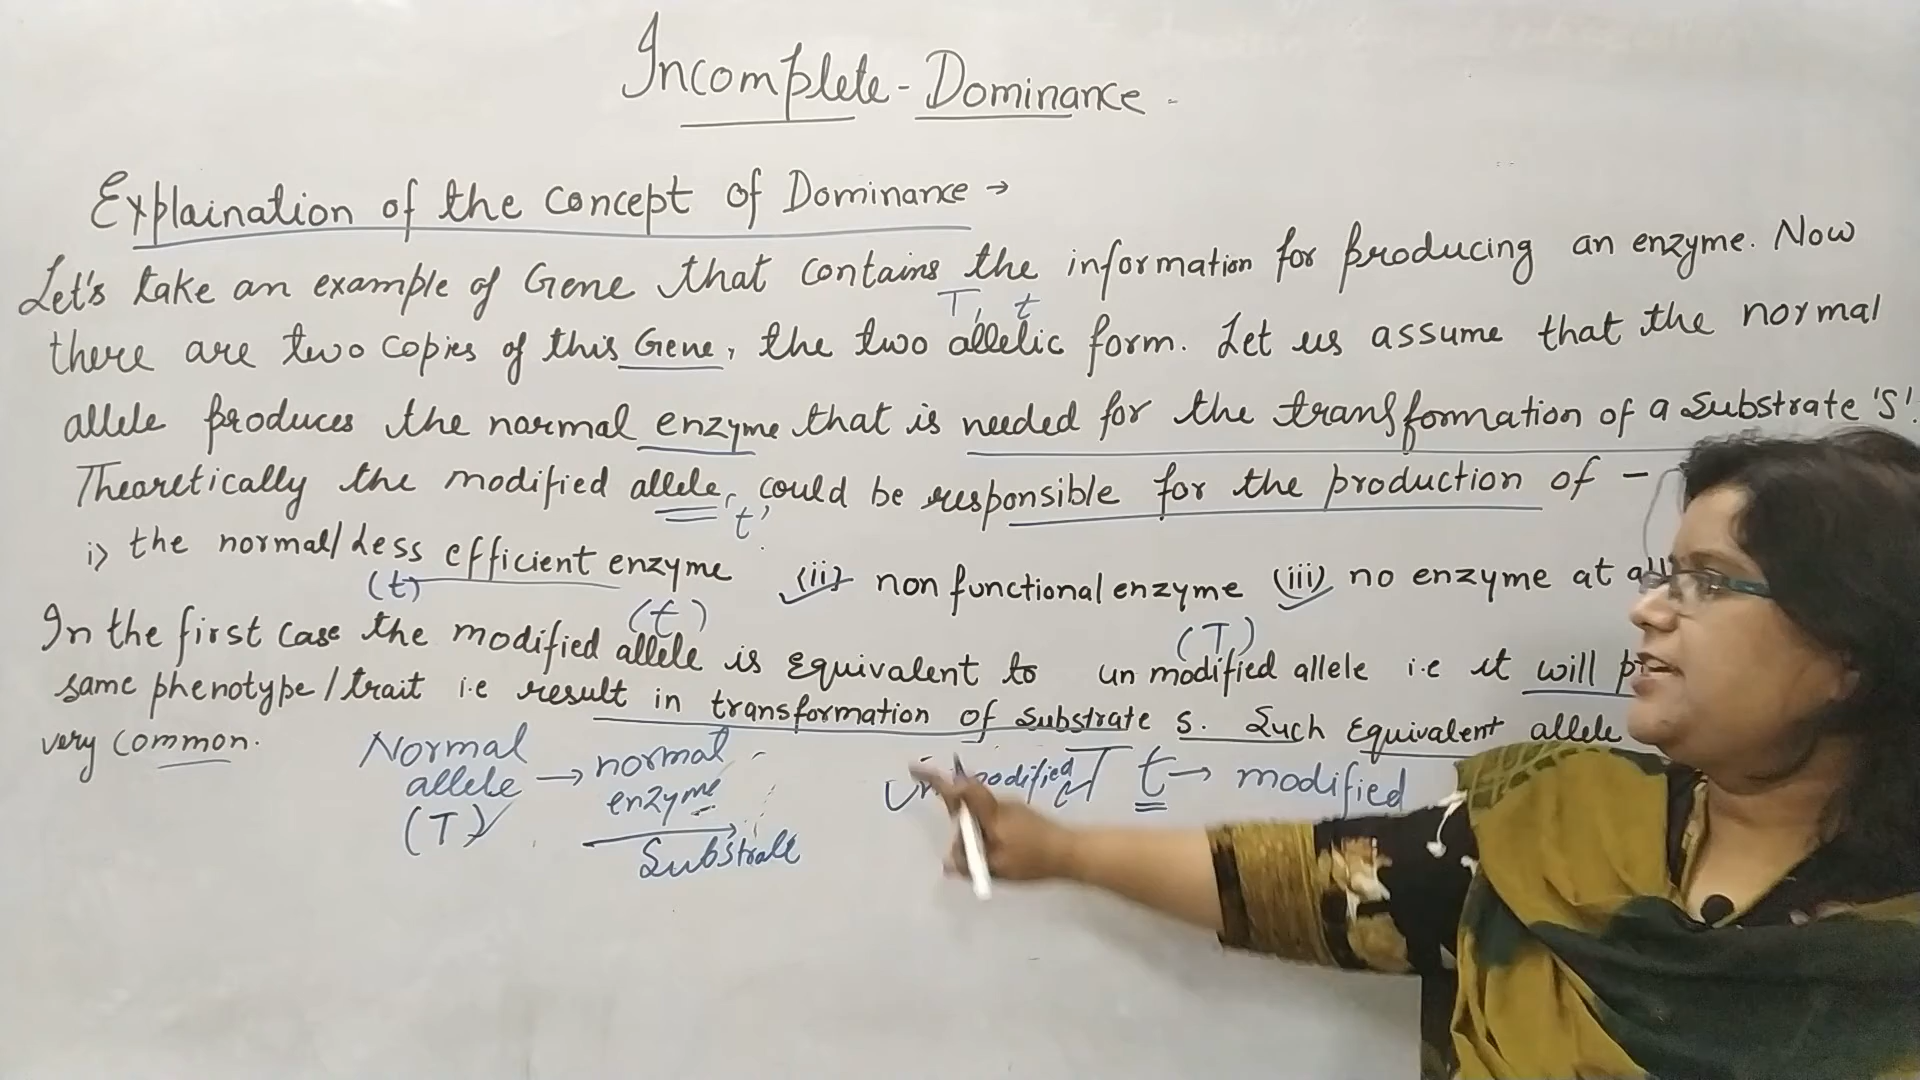 Incomplete - Dominance -
Explaination of the concept of Dominance →
Let's take an example of Gene that contains the information for producing an enzyme. Now
T, t
there are two copies of this Gene, the two allelic form. Let us assume that the normal
allele produces the normal enzyme that is needed for the transformation of a Substrate 'S'.
Thearetically the modified allele, could be responsible for the production of -
't'
i) the normal/Less efficient enzyme (ii) non functional enzyme (iii) no enzyme at all
(t)
(t) (T)
In the first case the modified allele is equivalent to un modified allele i.e it will
same phenotype/trait i.e result in transformation of substrate s. Such Equivalent allele
very common.
Normal allele (T) → normal enzyme
Substrate
modified T t → modified